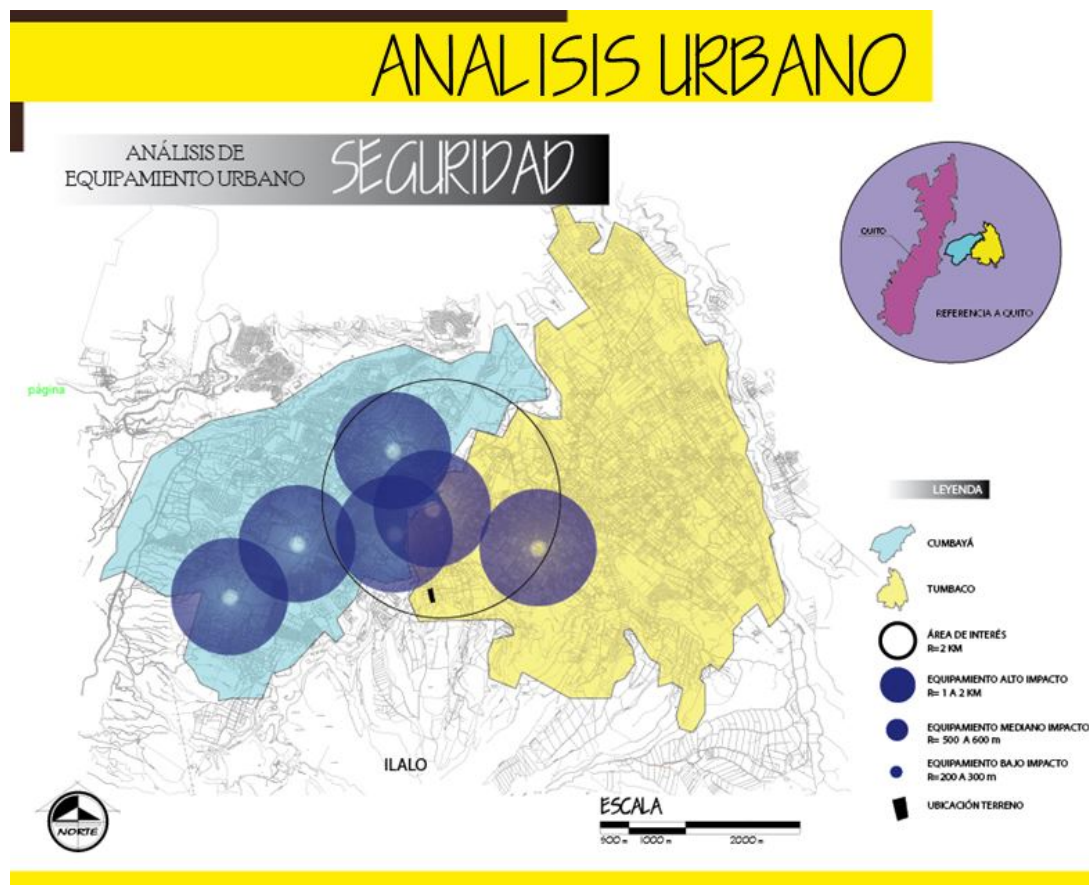 ANALISIS URBANO
ANÁLISIS DE
EQUIPAMIENTO URBANO
SEGURIDAD
QUITO
REFERENCIA A QUITO
página
LEYENDA
CUMBAYÁ
TUMBACO
ÁREA DE INTERÉS
R=2 KM
EQUIPAMIENTO ALTO IMPACTO
R= 1 A 2 KM
EQUIPAMIENTO MEDIANO IMPACTO
R= 500 A 600 m
EQUIPAMIENTO BAJO IMPACTO
R=200 A 300 m
UBICACIÓN TERRENO
ILALO
NORTE
ESCALA
500 m 1000 m 2000 m